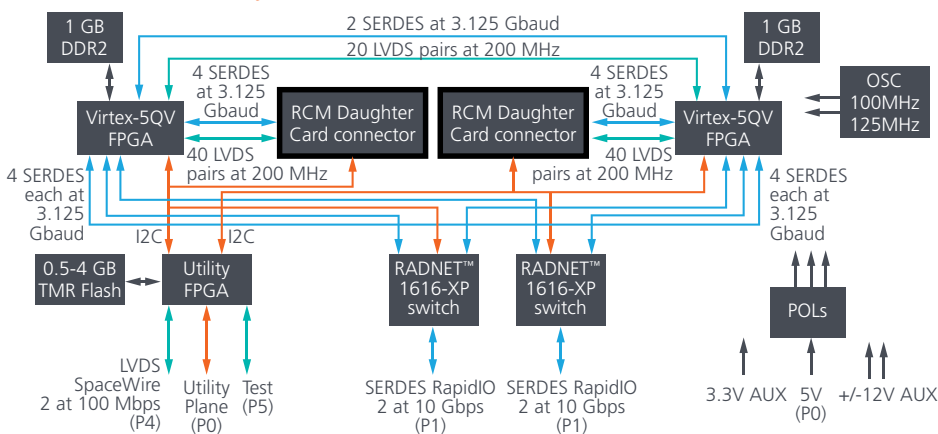 1 GB
DDR2
2 SERDES at 3.125 Gbaud
20 LVDS pairs at 200 MHz
1 GB
DDR2
OSC
100MHz
125MHz
4 SERDES
at 3.125
Gbaud
4 SERDES
at 3.125
Gbaud
Virtex-5QV
FPGA
RCM Daughter
Card connector
RCM Daughter
Card connector
Virtex-5QV
FPGA
40 LVDS
pairs at 200 MHz
40 LVDS
pairs at 200 MHz
4 SERDES
each at
3.125
Gbaud
4 SERDES
each at
3.125
Gbaud
I2C
I2C
0.5-4 GB
TMR Flash
Utility
FPGA
RADNET™
1616-XP
switch
RADNET™
1616-XP
switch
POLs
LVDS
SpaceWire
2 at 100 Mbps
(P4)
Utility
Plane
(P0)
Test
(P5)
SERDES RapidIO
2 at 10 Gbps
(P1)
SERDES RapidIO
2 at 10 Gbps
(P1)
3.3V AUX
5V
(P0)
+/-12V AUX